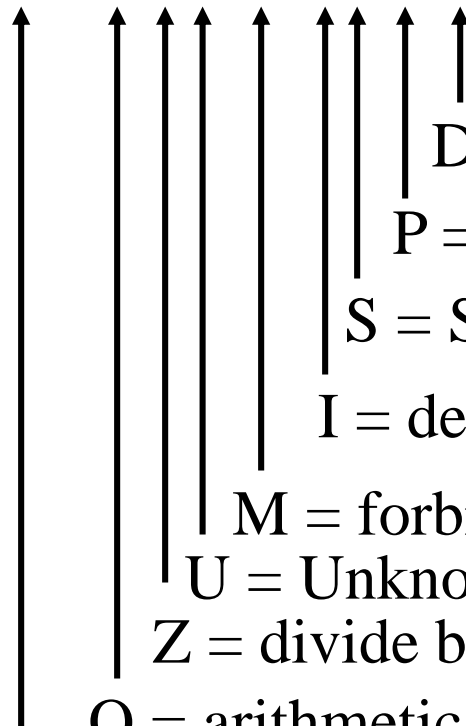 D
P =
S = S
I = de
M = forbi
U = Unkno
Z = divide b
O = arithmetic